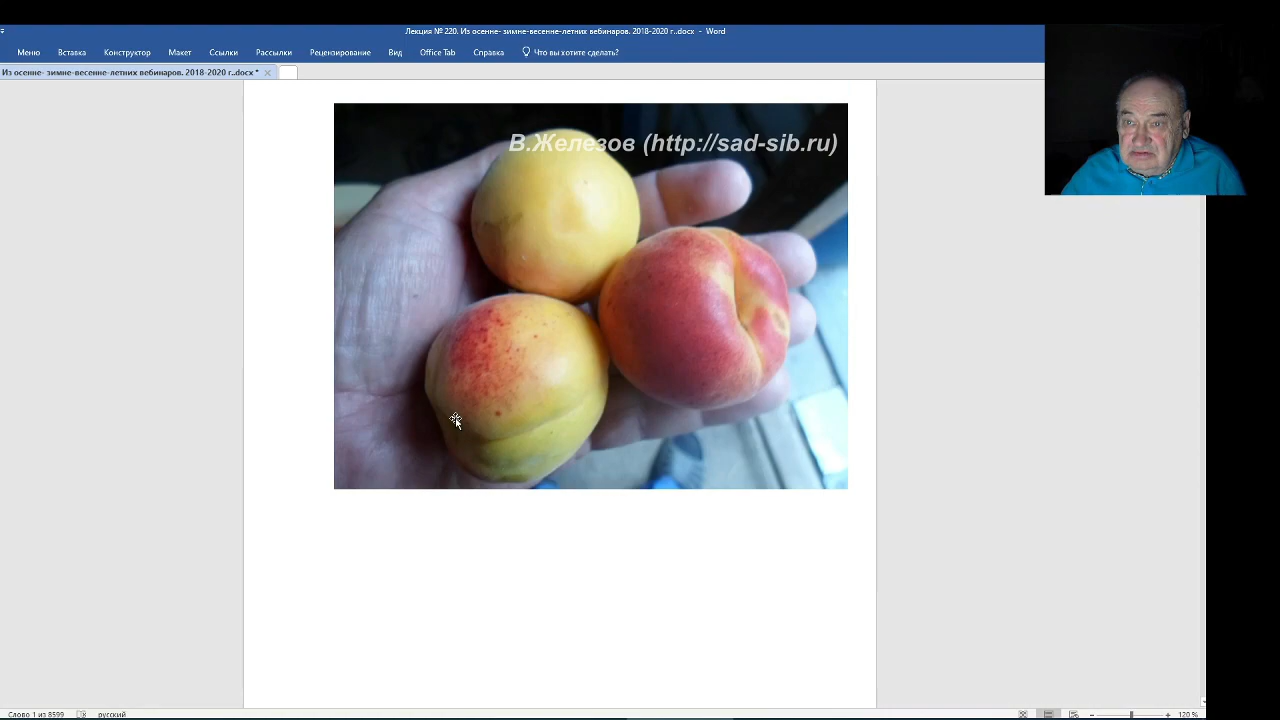 Лекция № 220. Из осенне- зимне-весенне-летних вебинаров. 2018-2020 г..docx - Word
Меню Вставка Конструктор Макет Ссылки Рассылки Рецензирование Вид Office Tab Справка Что вы хотите сделать?
Из осенне- зимне-весенне-летних вебинаров. 2018-2020 г..docx *
В.Железов (http://sad-sib.ru)
Слово 1 из 8599 русский 120 %